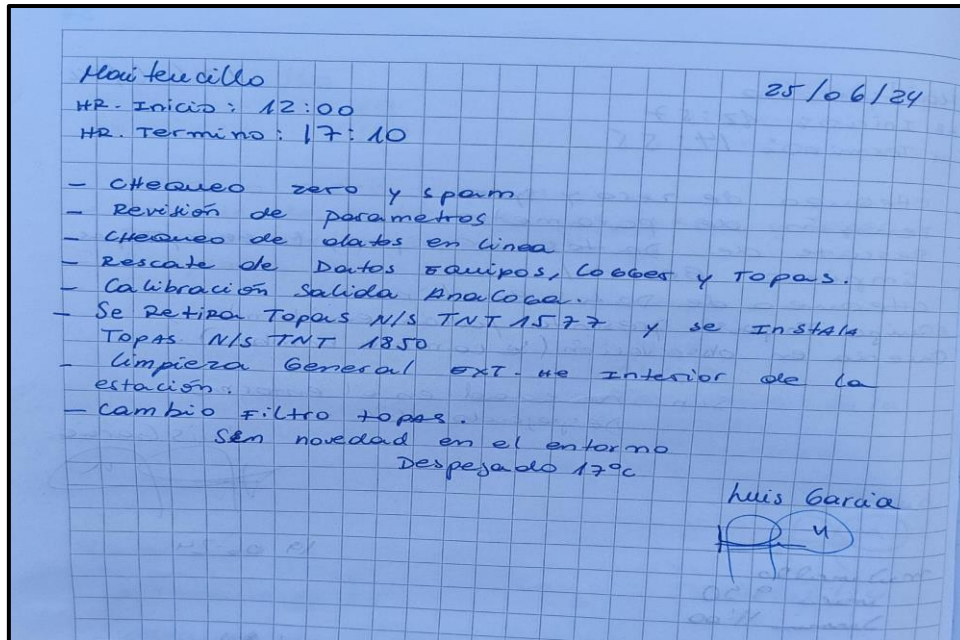 Maitencillo
25/06/24
HR. Inicio: 12:00
HR. Termino: 17:10
- CHequeo zero y spam
- Revisión de parametros
- CHequeo de datos en linea
- Rescate de Datos Equipos, Logger y Topas.
- Calibración Salida Analoga.
- Se Retira Topas N/S TNT 1577 y se Instala
Topas N/S TNT 1850
- Limpieza General EXT. He Interior de la
estación.
- Cambio Filtro topas.
Sin novedad en el entorno
Despejado 17°c
Luis Garcia